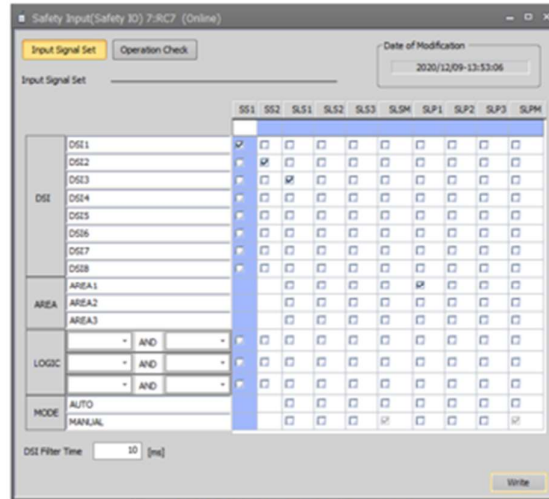 Safety Input(Safety IO) 7:RC7 (Online)
Input Signal Set
Operation Check
Date of Modification
2020/12/09-13:53:06
Input Signal Set
SS1 SS2 SLS1 SLS2 SLS3 SLSM SLP1 SLP2 SLP3 SLPM
DSI
DSI1
DSI2
DSI3
DSI4
DSI5
DSI6
DSI7
DSI8
AREA
AREA1
AREA2
AREA3
LOGIC
AND
AND
AND
MODE
AUTO
MANUAL
DSI Filter Time 10 [ms]
Write